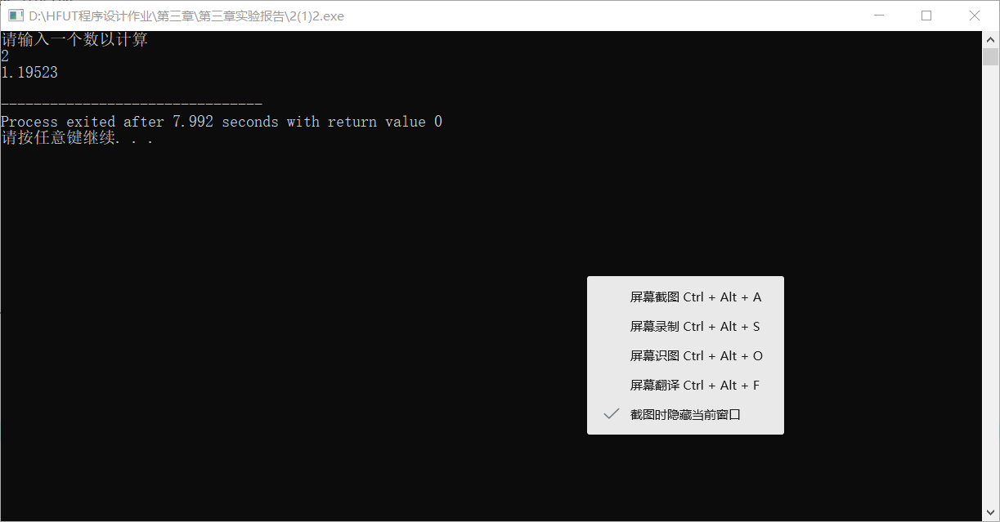 D:\HFUT程序设计作业\第三章\第三章实验报告\2(1)2.exe
请输入一个数以计算
2
1.19523
--------------------------------
Process exited after 7.992 seconds with return value 0
请按任意键继续. . .
屏幕截图 Ctrl + Alt + A
屏幕录制 Ctrl + Alt + S
屏幕识图 Ctrl + Alt + O
屏幕翻译 Ctrl + Alt + F
截图时隐藏当前窗口